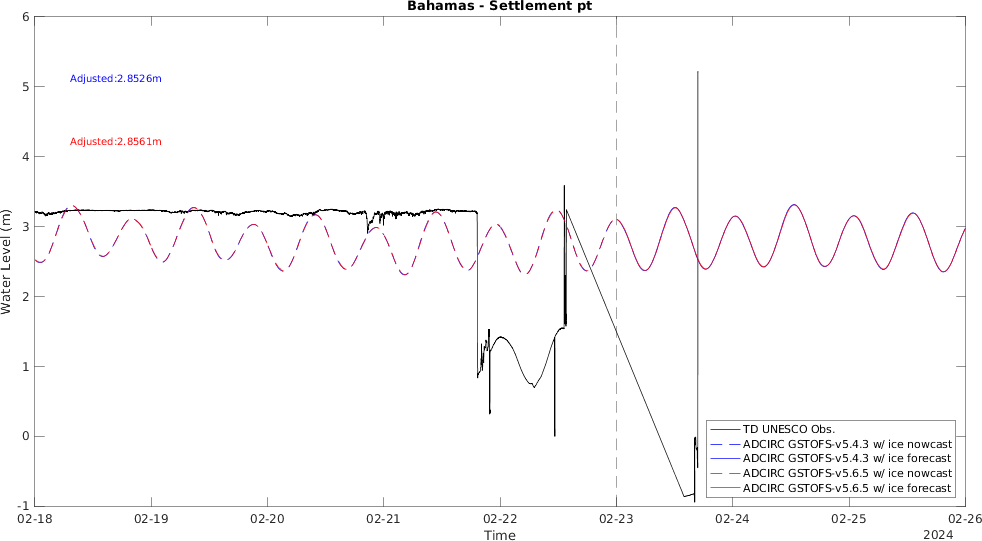 Bahamas - Settlement pt
6
5
4
3
2
1
0
-1
Water Level (m)
Adjusted:2.8526m
Adjusted:2.8561m
TD UNESCO Obs.
ADCIRC GSTOFS-v5.4.3 w/ ice nowcast
ADCIRC GSTOFS-v5.4.3 w/ ice forecast
ADCIRC GSTOFS-v5.6.5 w/ ice nowcast
ADCIRC GSTOFS-v5.6.5 w/ ice forecast
02-18 02-19 02-20 02-21 02-22 02-23 02-24 02-25 02-26
Time
2024